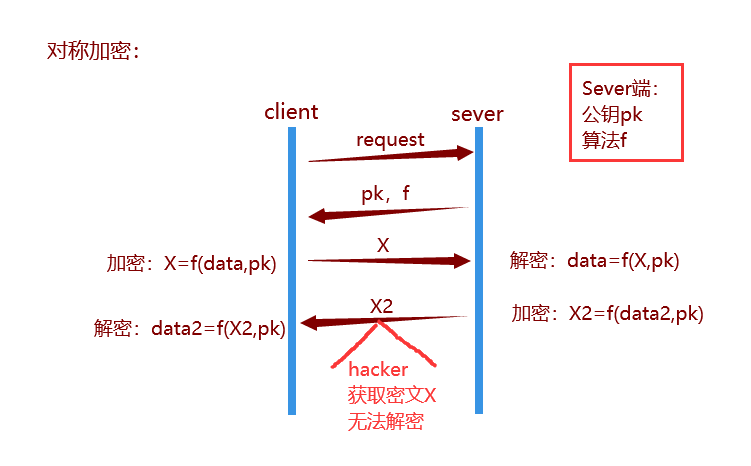 对称加密：
Sever端：
公钥pk
算法f
client
sever
request
pk，f
X
加密：X=f(data,pk)
解密：data=f(X,pk)
X2
加密：X2=f(data2,pk)
解密：data2=f(X2,pk)
hacker
获取密文X
无法解密